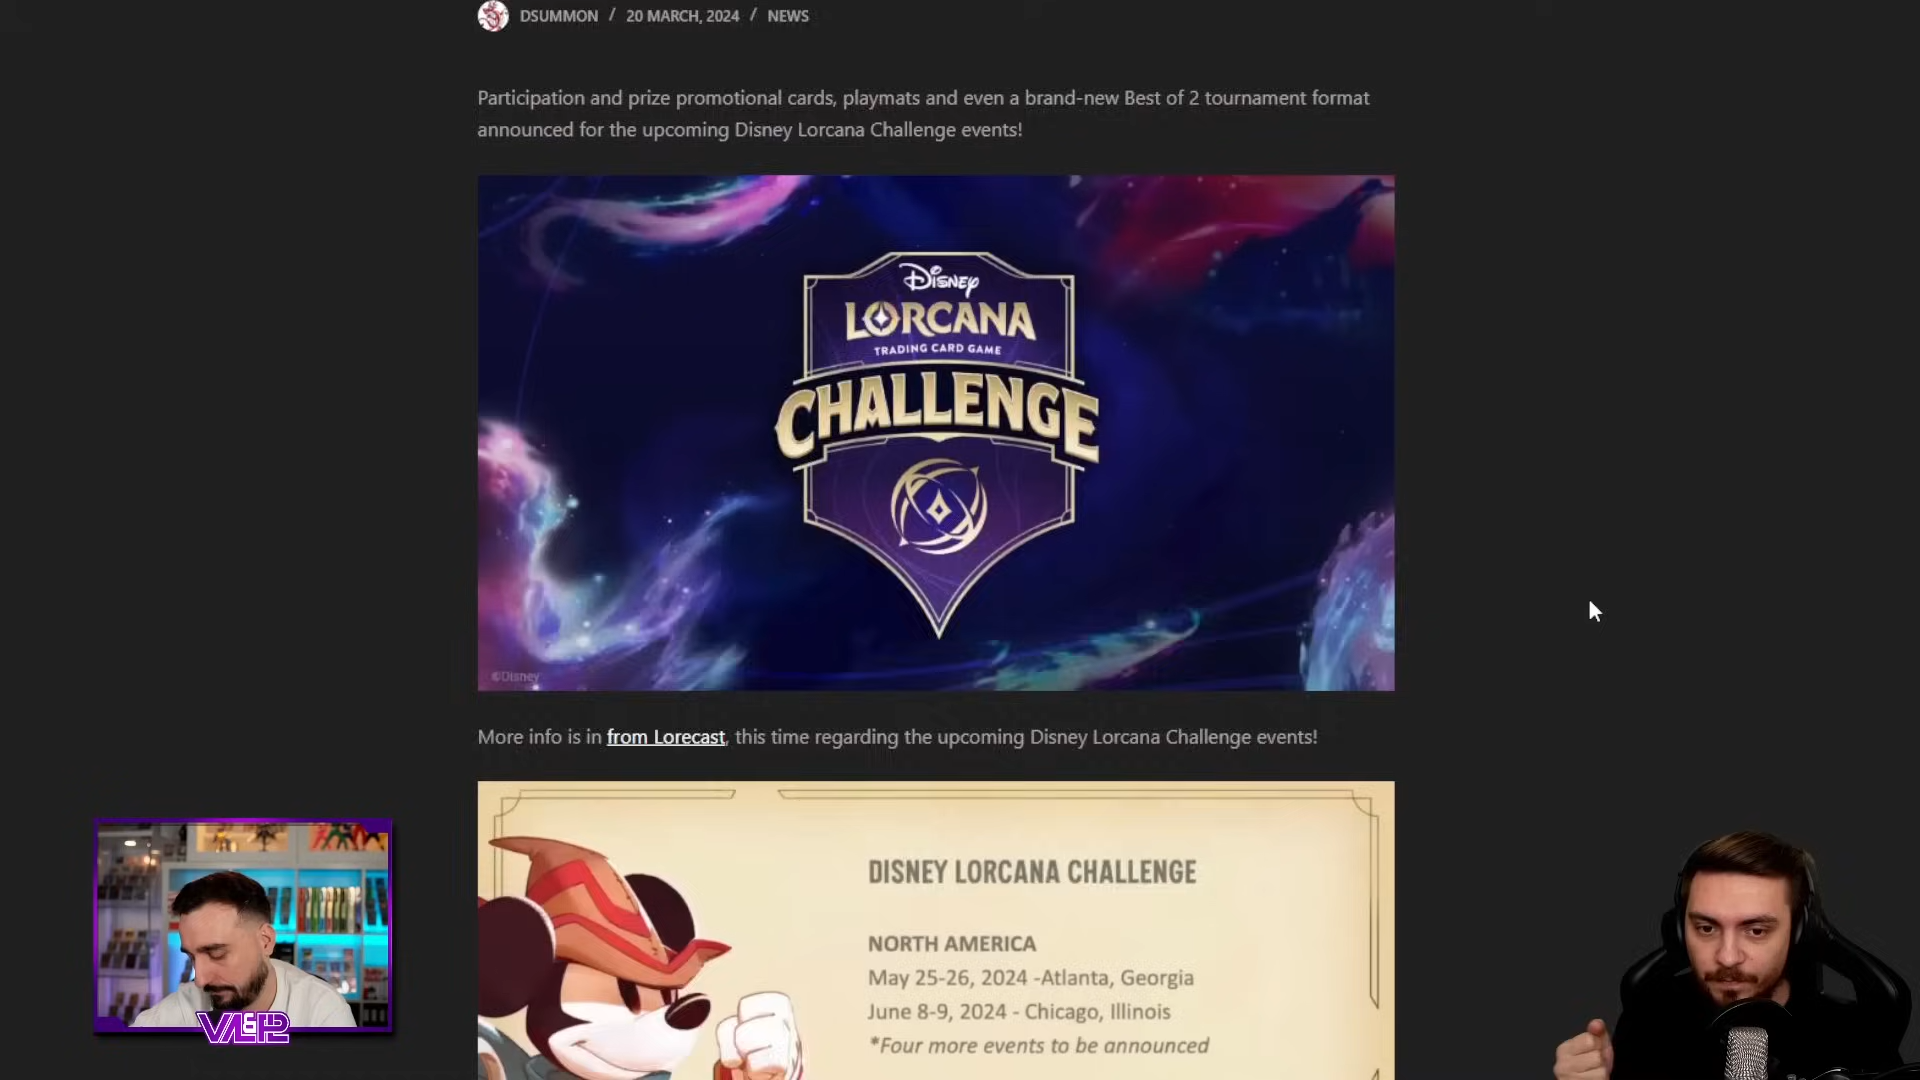 DSUMMON / 20 MARCH, 2024 / NEWS
Participation and prize promotional cards, playmats and even a brand-new Best of 2 tournament format
announced for the upcoming Disney Lorcana Challenge events!
Disney
LORCANA
TRADING CARD GAME
CHALLENGE
©Disney
More info is in from Lorecast, this time regarding the upcoming Disney Lorcana Challenge events!
DISNEY LORCANA CHALLENGE
NORTH AMERICA
May 25-26, 2024 -Atlanta, Georgia
June 8-9, 2024 - Chicago, Illinois
*Four more events to be announced